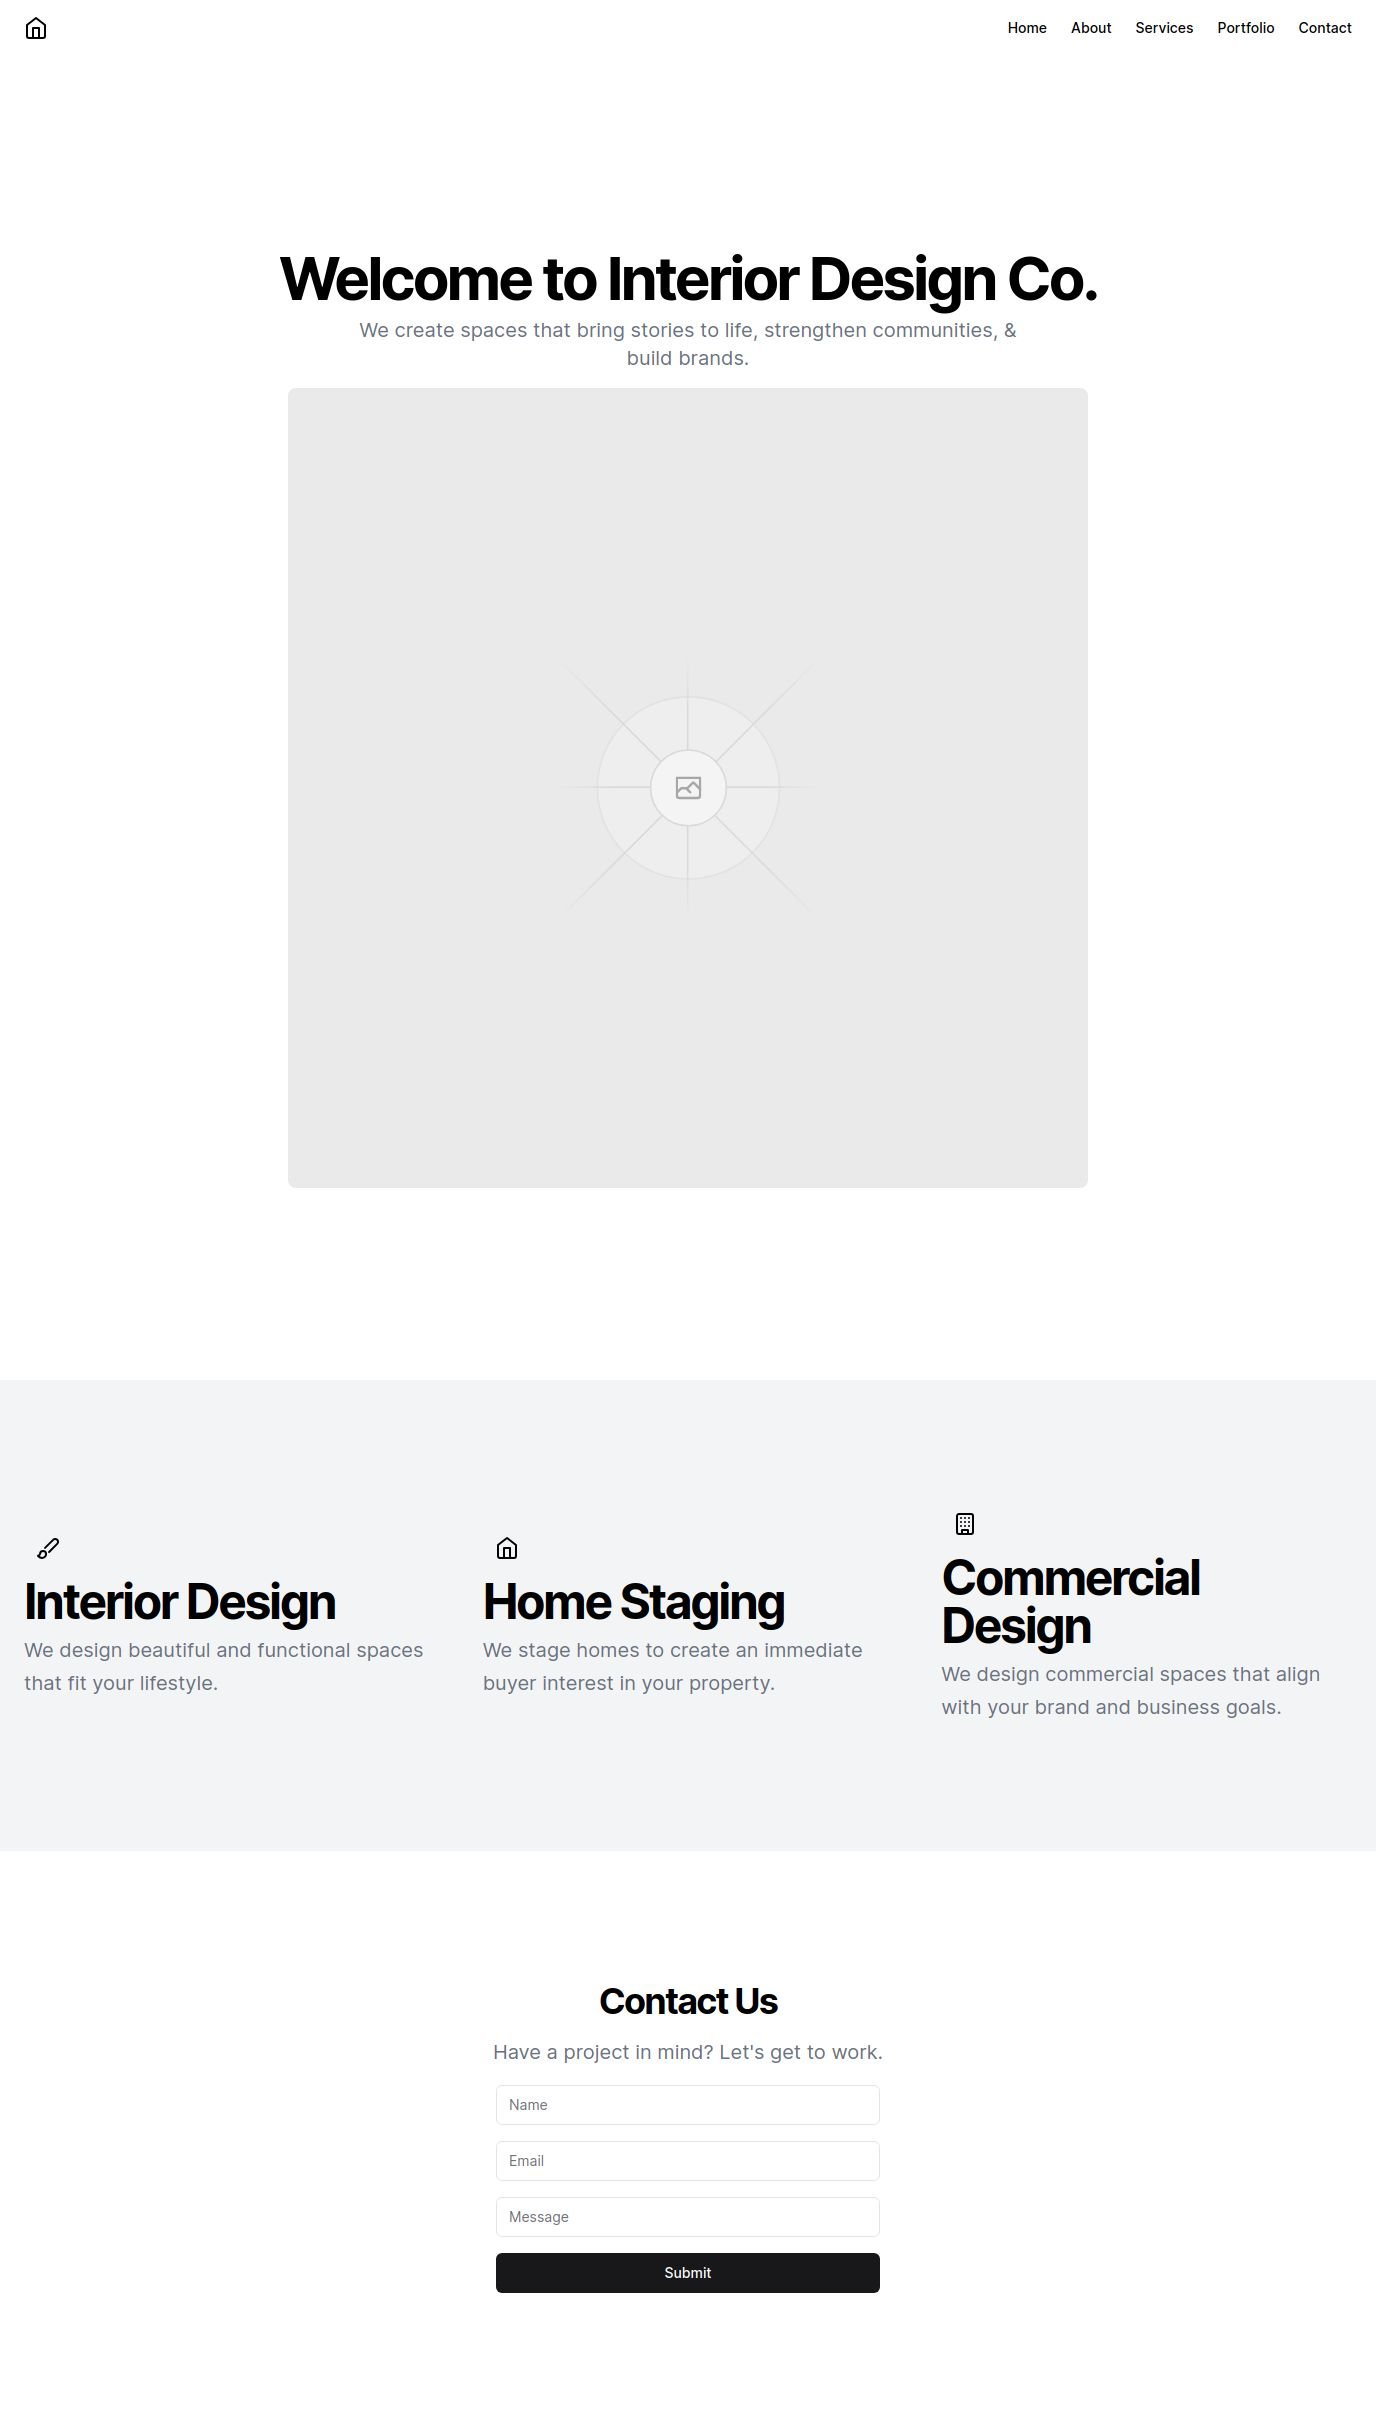 Home About Services Portfolio Contact
Welcome to Interior Design Co.
We create spaces that bring stories to life, strengthen communities, &
build brands.
Interior Design
We design beautiful and functional spaces
that fit your lifestyle.
Home Staging
We stage homes to create an immediate
buyer interest in your property.
Commercial
Design
We design commercial spaces that align
with your brand and business goals.
Contact Us
Have a project in mind? Let's get to work.
Name
Email
Message
Submit